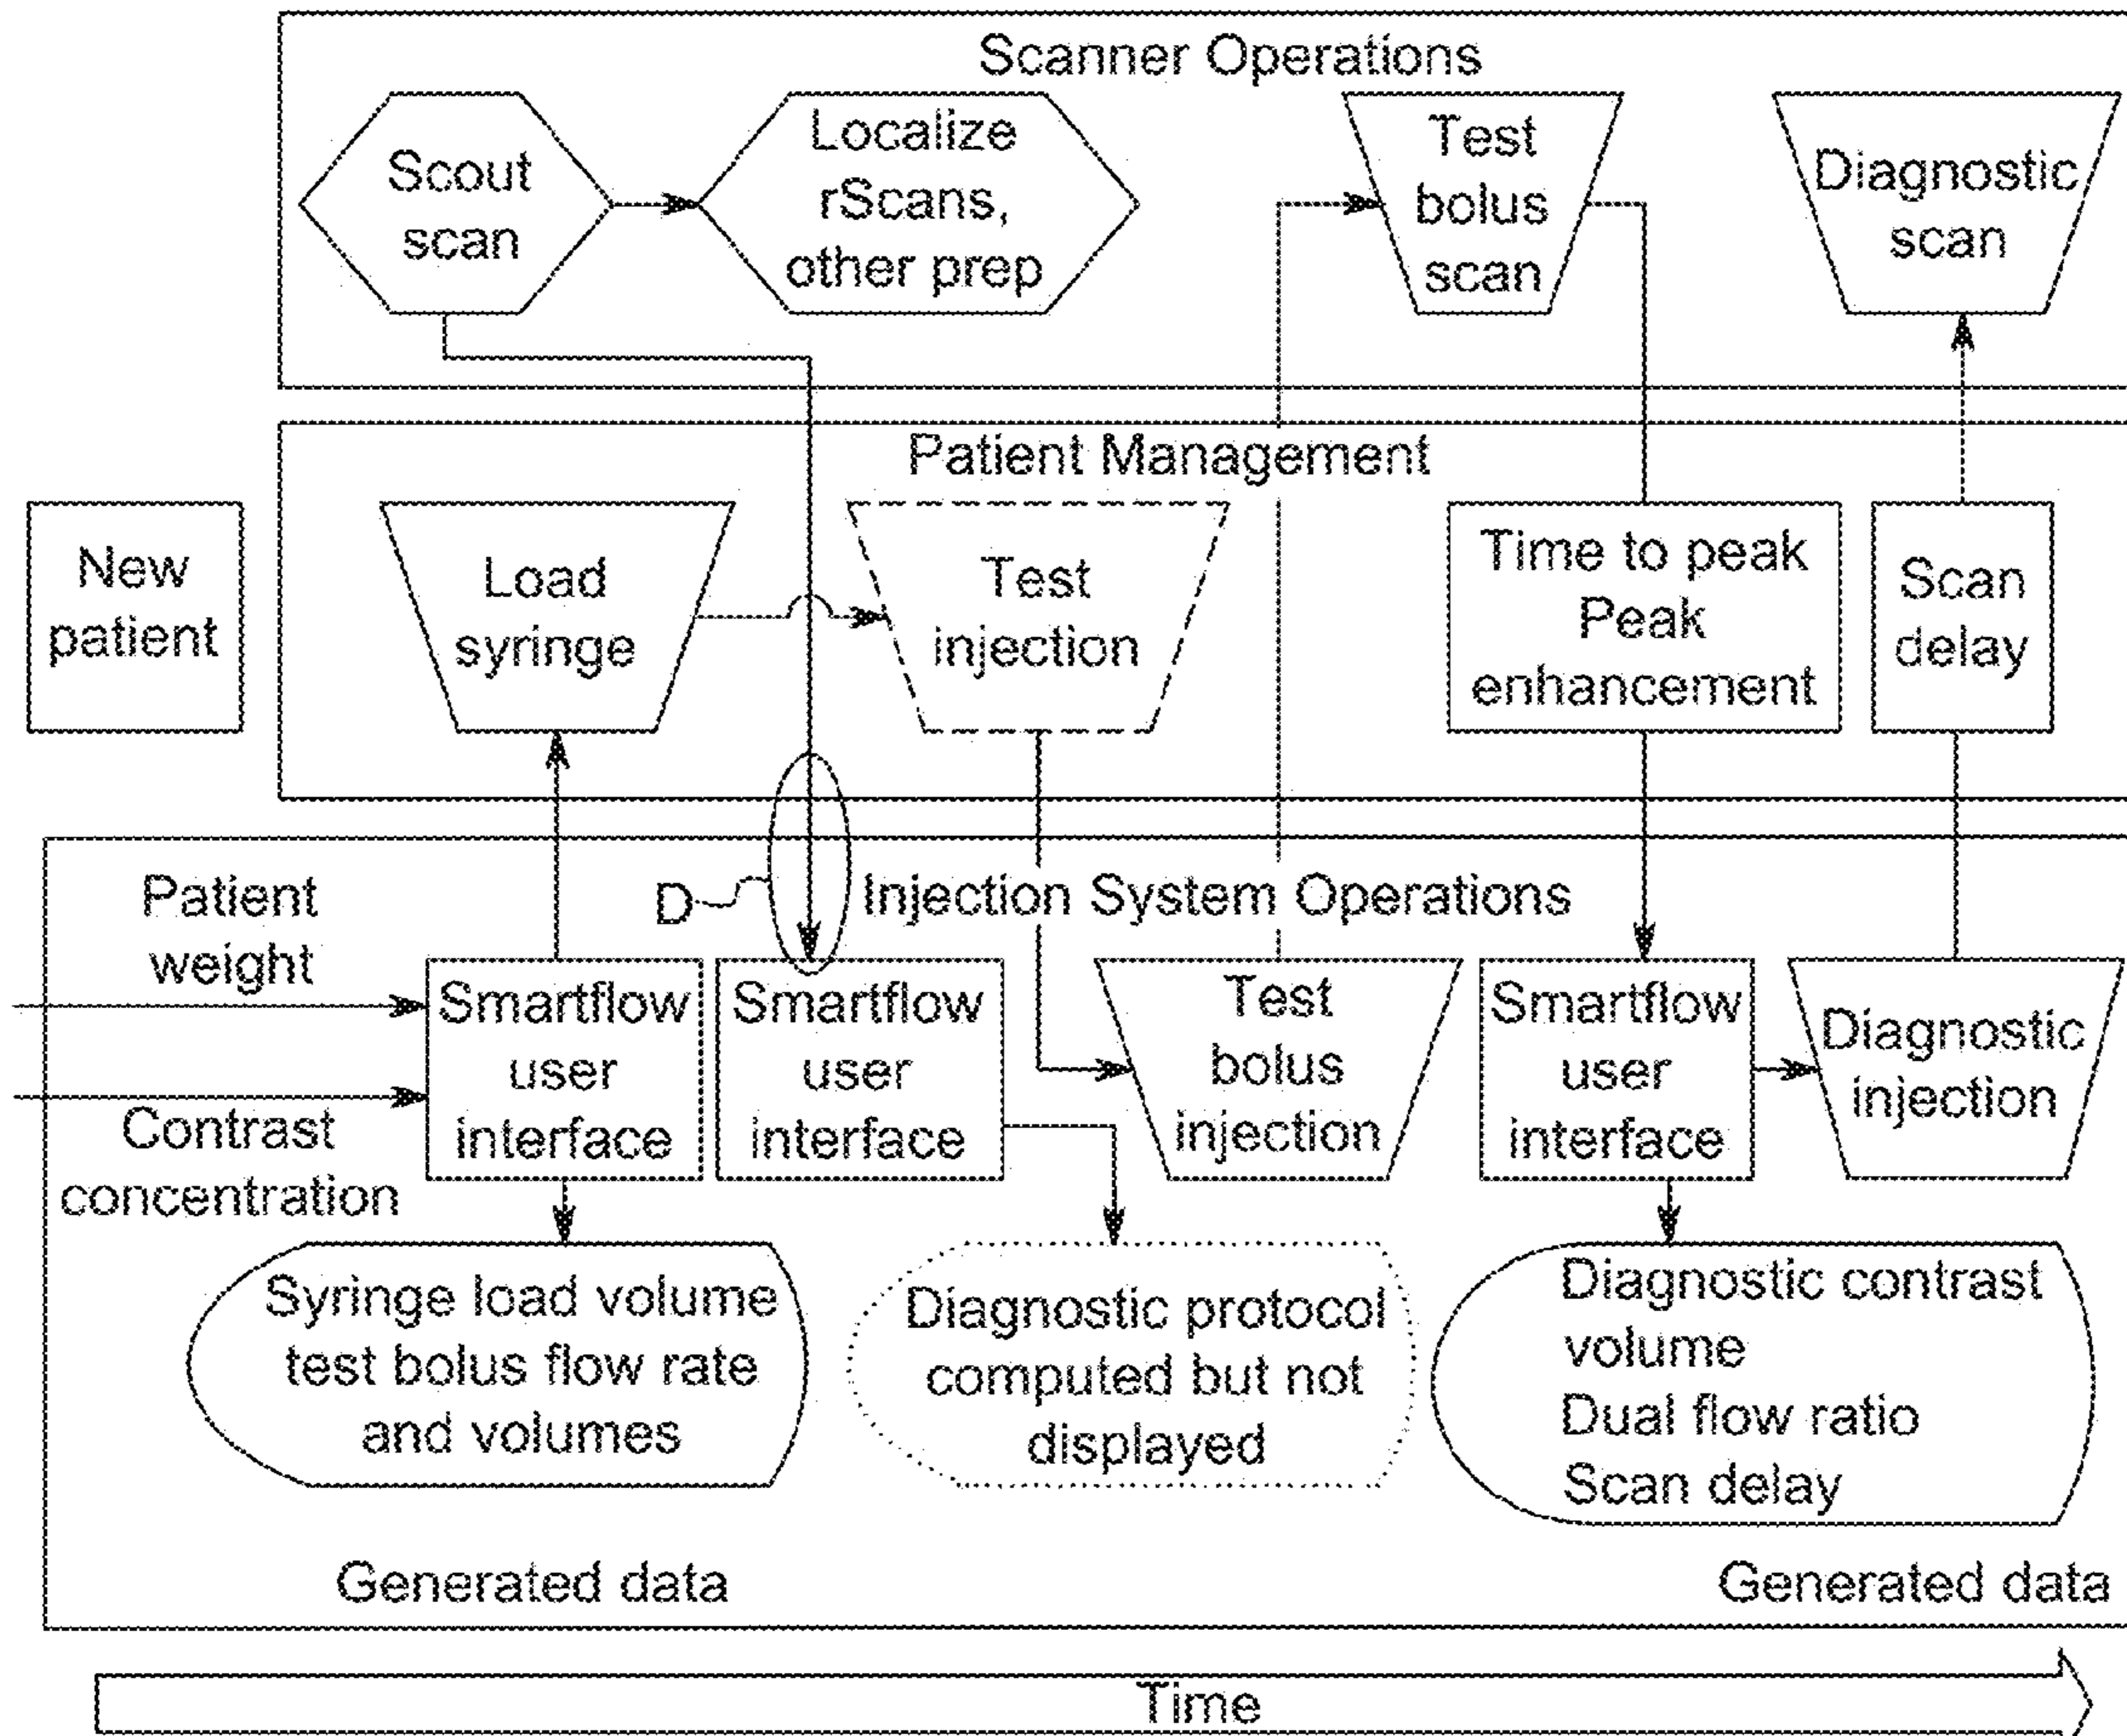 Scanner Operations
Scout
scan
Localize
rScans,
other prep
Test
bolus
scan
Diagnostic
scan
Patient Management
New
patient
Load
syringe
Test
injection
Time to peak
Peak
enhancement
Scan
delay
Injection System Operations
D
Patient
weight
Contrast
concentration
Smartflow
user
interface
Smartflow
user
interface
Test
bolus
injection
Smartflow
user
interface
Diagnostic
injection
Syringe load volume
test bolus flow rate
and volumes
Diagnostic protocol
computed but not
displayed
Diagnostic contrast
volume
Dual flow ratio
Scan delay
Generated data
Generated data
Time